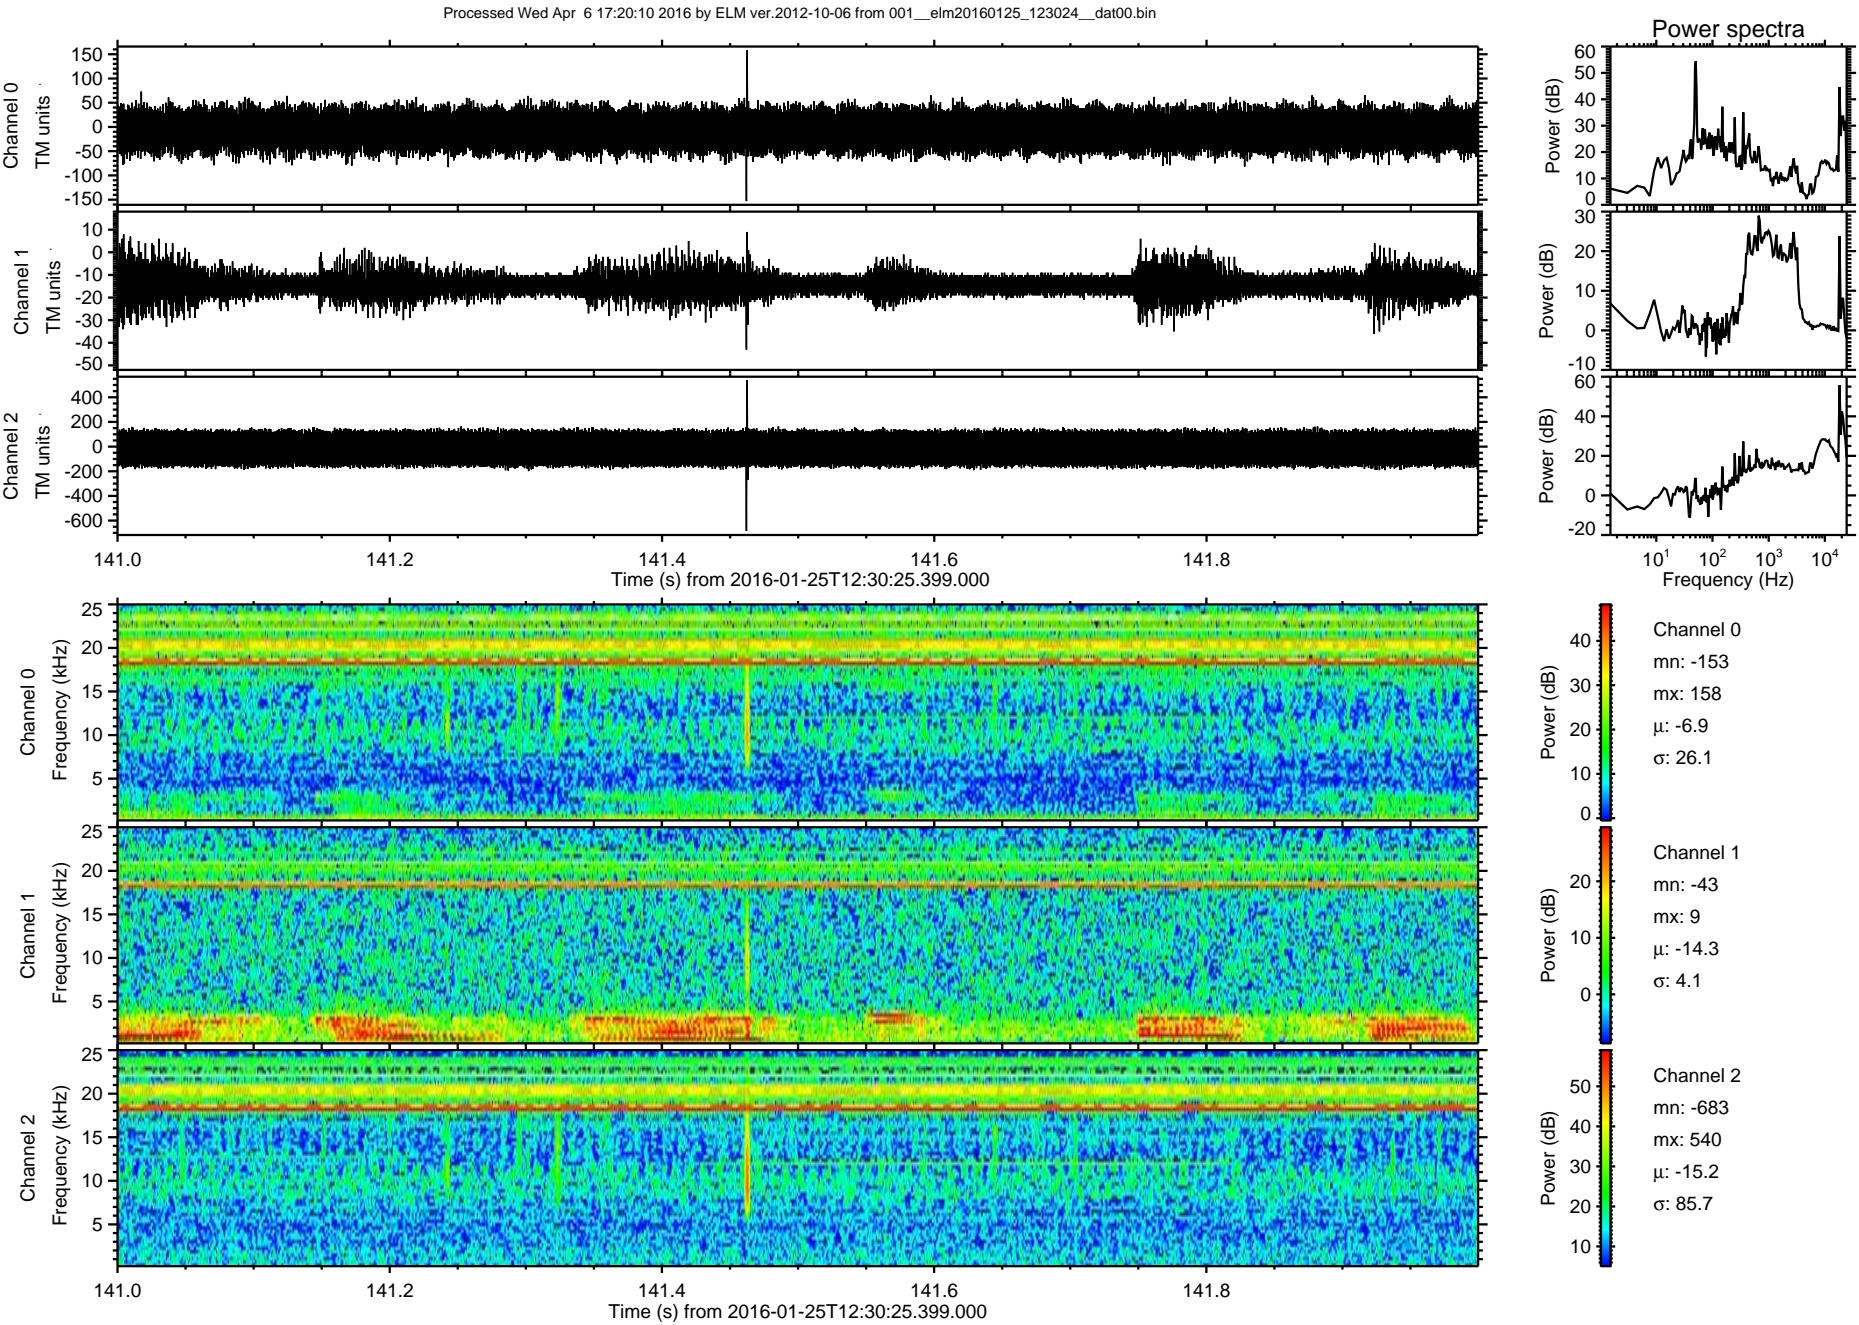 Processed Wed Apr  6 17:20:10 2016 by ELM ver.2012-10-06 from 001__elm20160125_123024__dat00.bin
Power spectra
Channel 0
TM units
150
100
50
0
-50
-100
-150
Power (dB)
60
50
40
30
20
10
0
Channel 1
TM units
10
0
-10
-20
-30
-40
-50
Power (dB)
30
20
10
0
-10
Channel 2
TM units
400
200
0
-200
-400
-600
Power (dB)
60
40
20
0
-20
141.0 141.2 141.4 141.6 141.8
Time (s) from 2016-01-25T12:30:25.399.000
10^1 10^2 10^3 10^4
Frequency (Hz)
Channel 0
Frequency (kHz)
25
20
15
10
5
Power (dB)
40
30
20
10
0
Channel 0
mn: -153
mx: 158
μ: -6.9
σ: 26.1
Channel 1
Frequency (kHz)
25
20
15
10
5
Power (dB)
20
10
0
Channel 1
mn: -43
mx: 9
μ: -14.3
σ: 4.1
Channel 2
Frequency (kHz)
25
20
15
10
5
Power (dB)
50
40
30
20
10
Channel 2
mn: -683
mx: 540
μ: -15.2
σ: 85.7
141.0 141.2 141.4 141.6 141.8
Time (s) from 2016-01-25T12:30:25.399.000